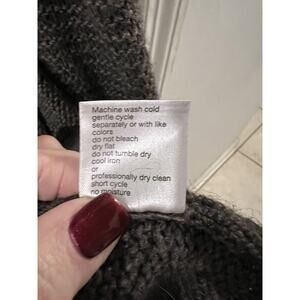 Machine wash cold
gentle cycle
separately or with like
colors
do not bleach
dry flat
do not tumble dry
cool iron
or
professionally dry clean
short cycle
no moisture